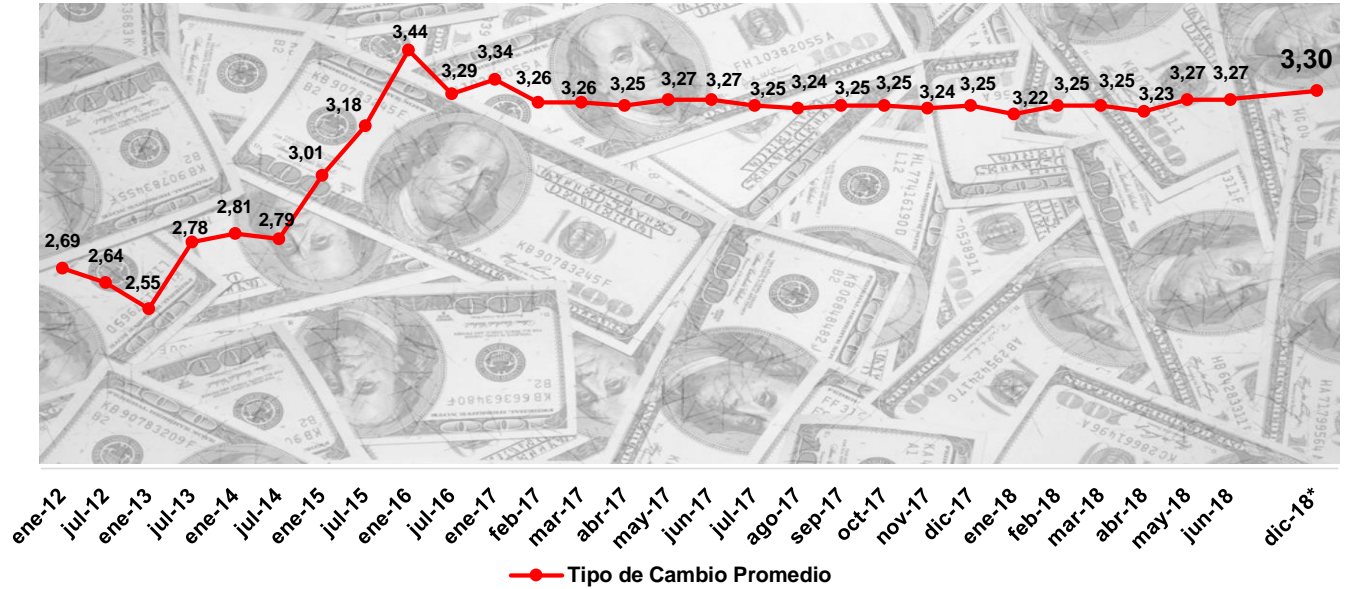 3,44
3,34
3,29
3,26
3,26
3,25
3,27
3,27
3,25
3,24
3,25
3,25
3,24
3,25
3,22
3,25
3,25
3,23
3,27
3,27
3,30
3,18
3,01
2,81
2,78
2,79
2,69
2,64
2,55
ene-12
jul-12
ene-13
jul-13
ene-14
jul-14
ene-15
jul-15
ene-16
jul-16
ene-17
feb-17
mar-17
abr-17
may-17
jun-17
jul-17
ago-17
sep-17
oct-17
nov-17
dic-17
ene-18
feb-18
mar-18
abr-18
may-18
jun-18
dic-18*
Tipo de Cambio Promedio